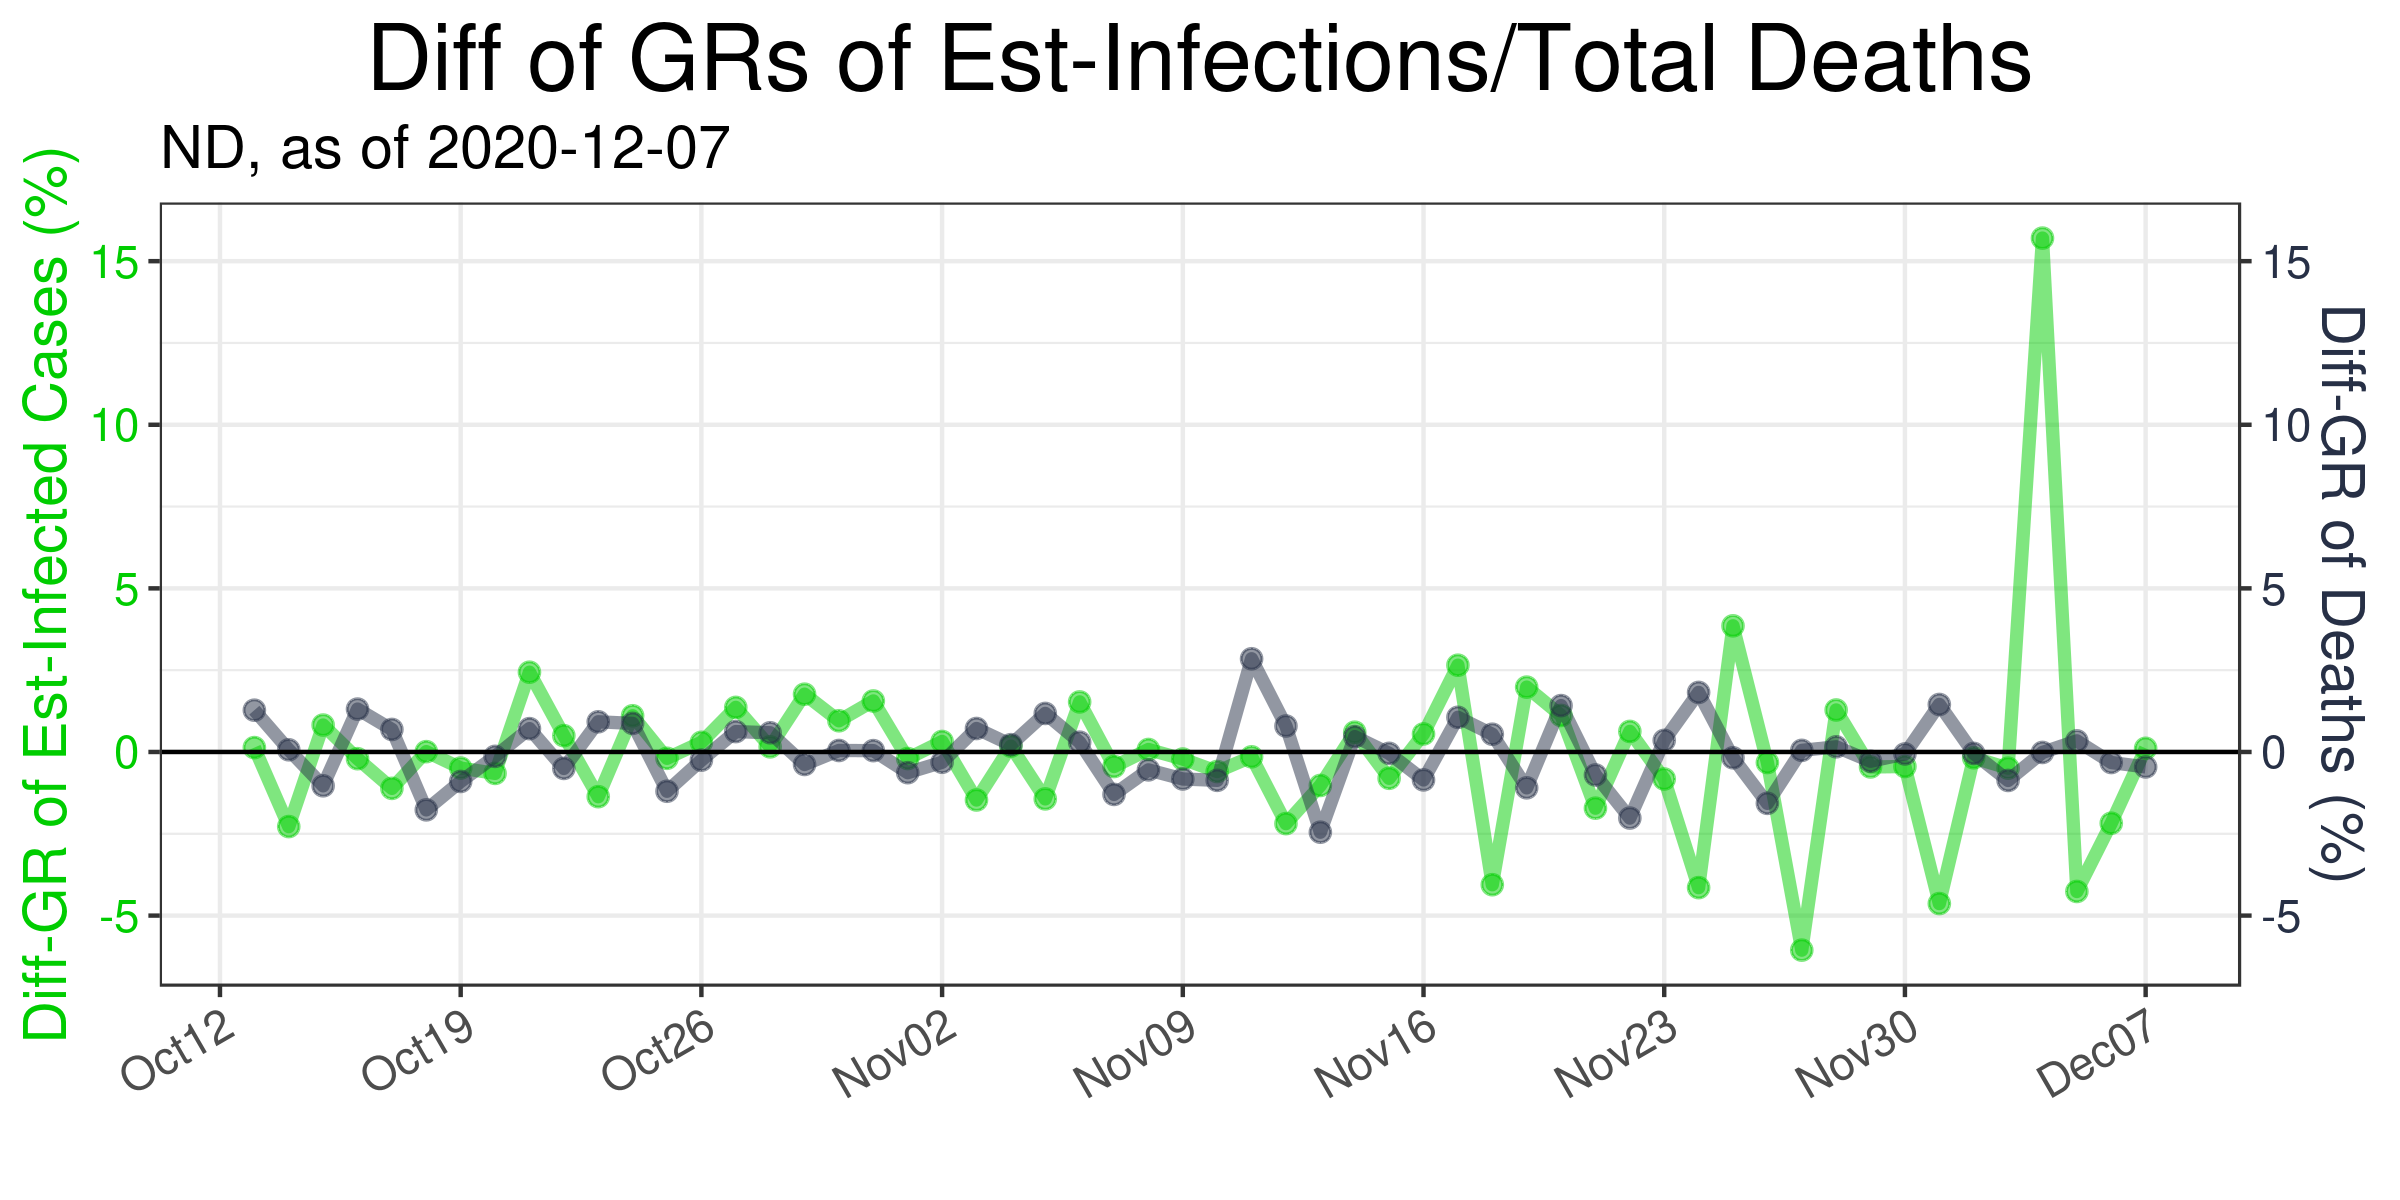 Diff of GRs of Est-Infections/Total Deaths
ND, as of 2020-12-07
Diff-GR of Est-Infected Cases (%)
15
10
5
0
-5
15
10
5
0
-5
Diff-GR of Deaths (%)
Oct12
Oct19
Oct26
Nov02
Nov09
Nov16
Nov23
Nov30
Dec07